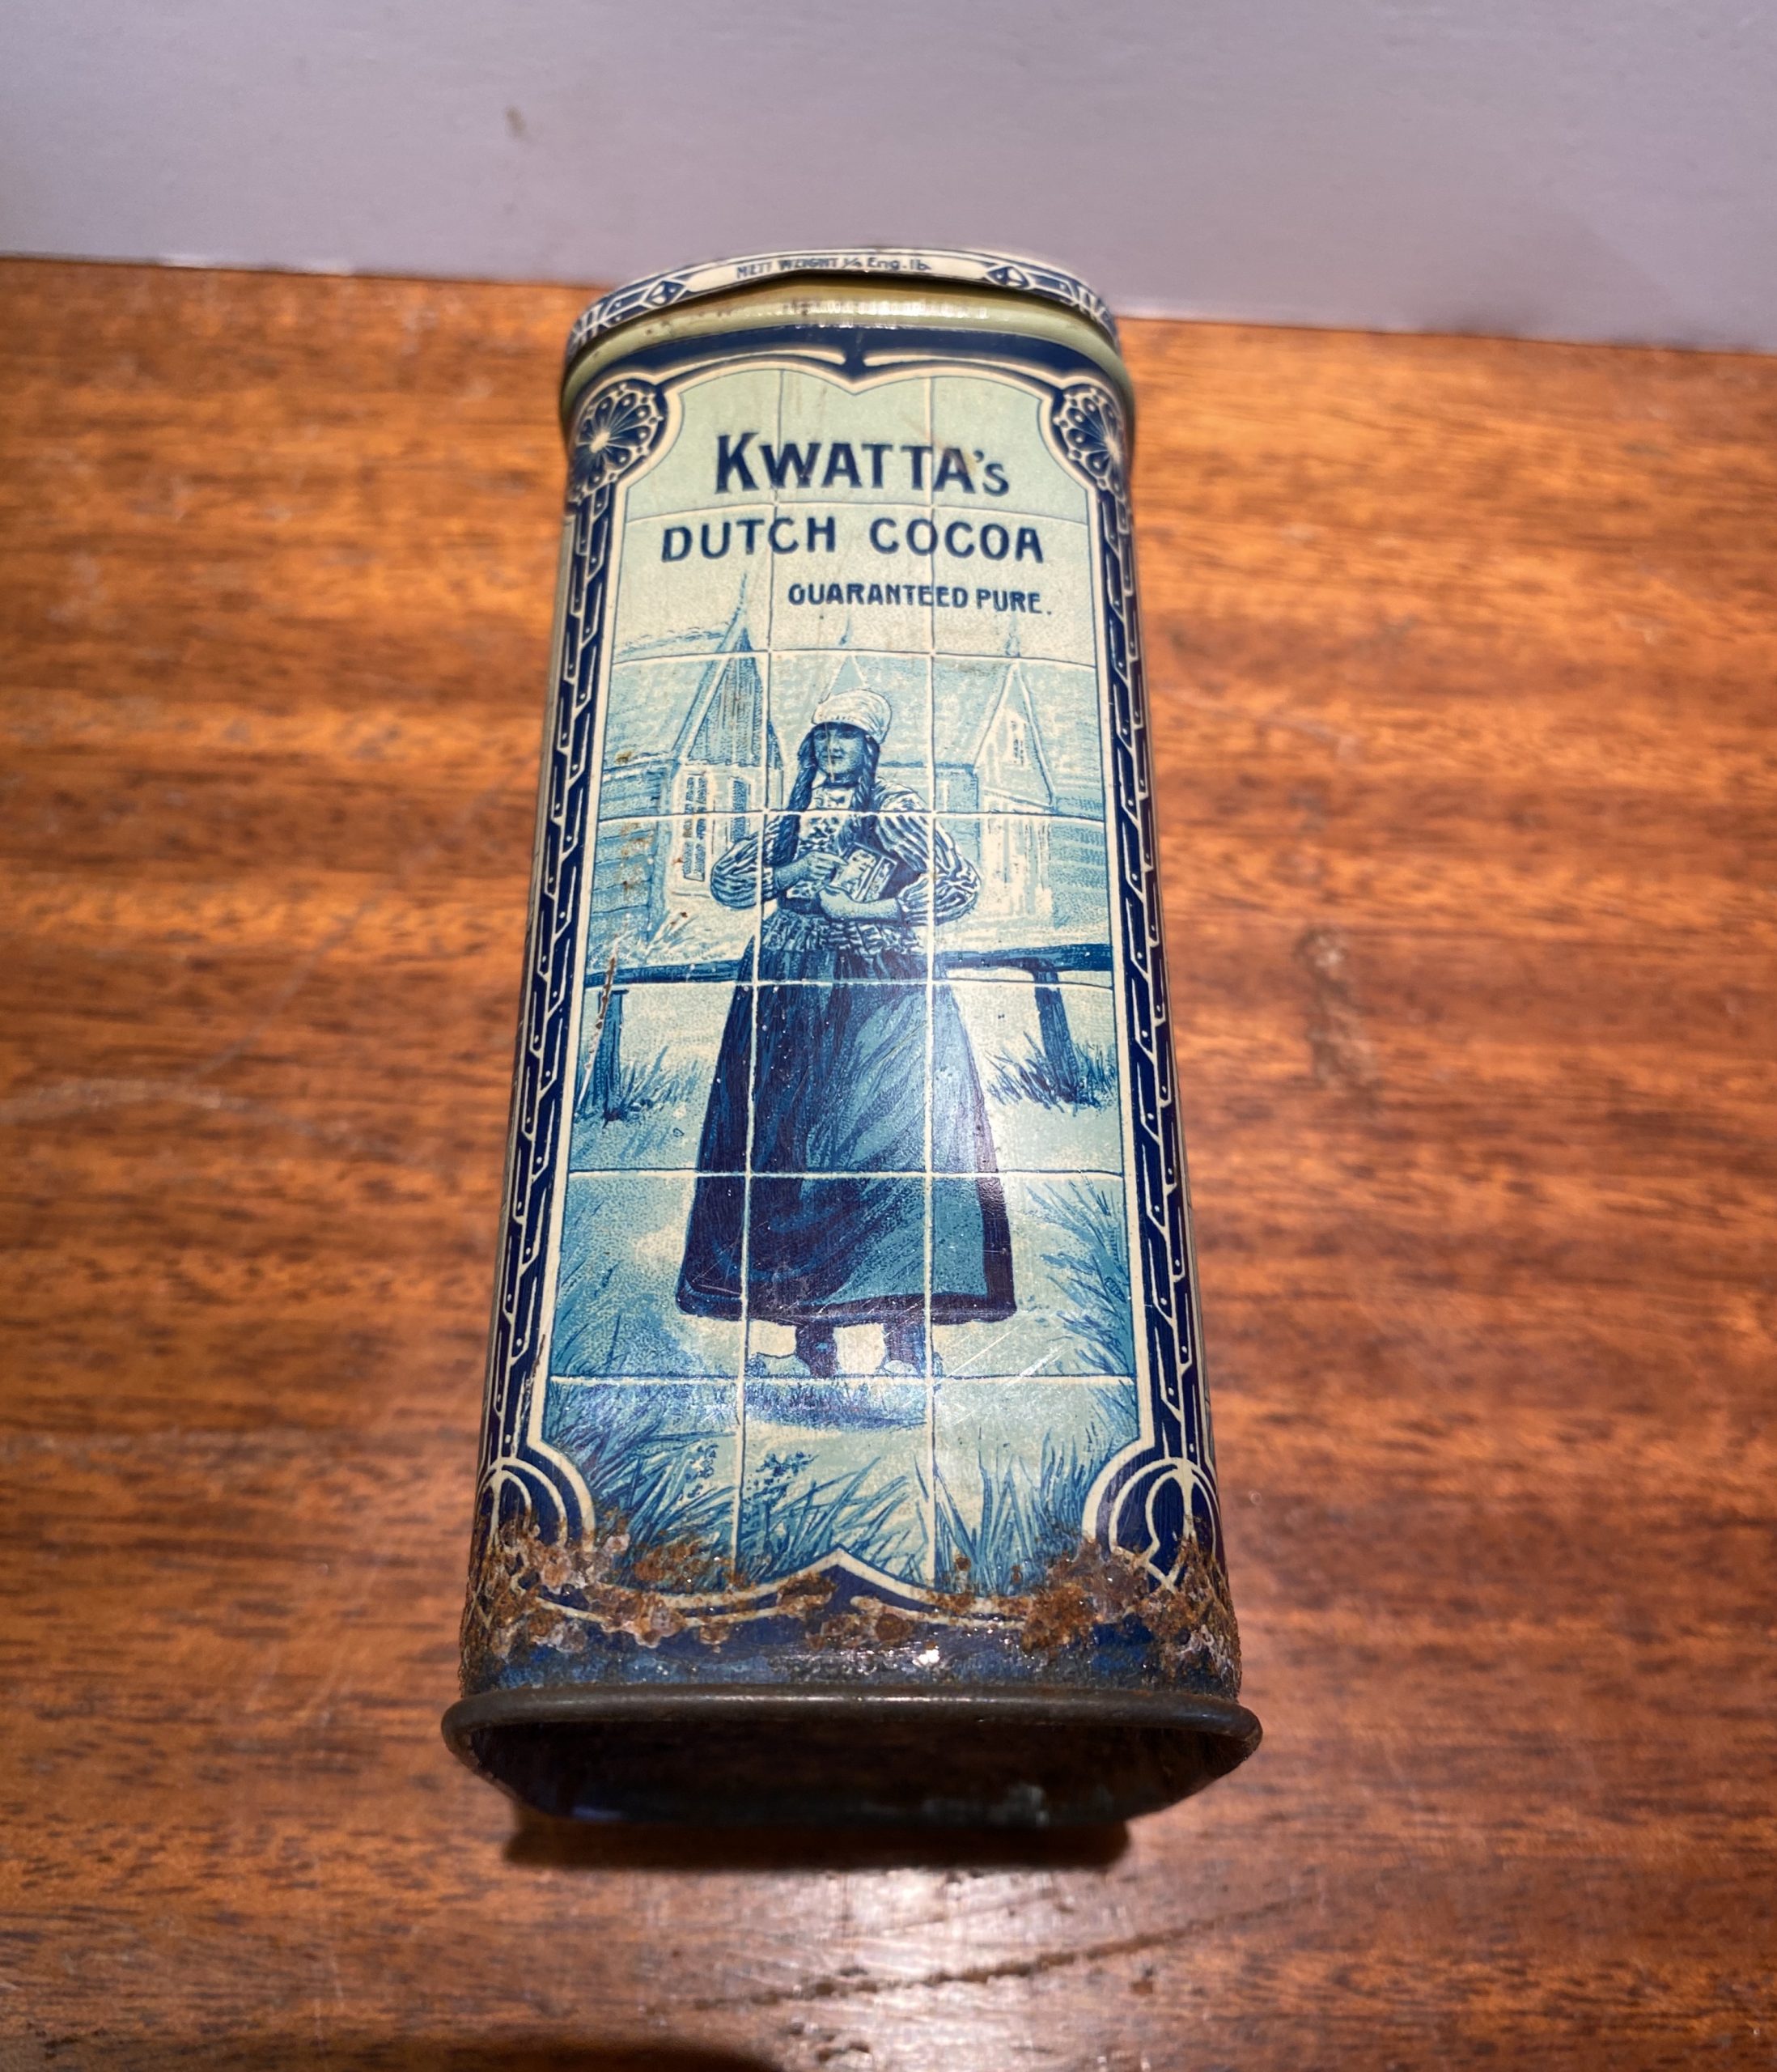 NETT WEIGHT ¼ Eng. lb.
KWATTA's
DUTCH COCOA
GUARANTEED PURE.